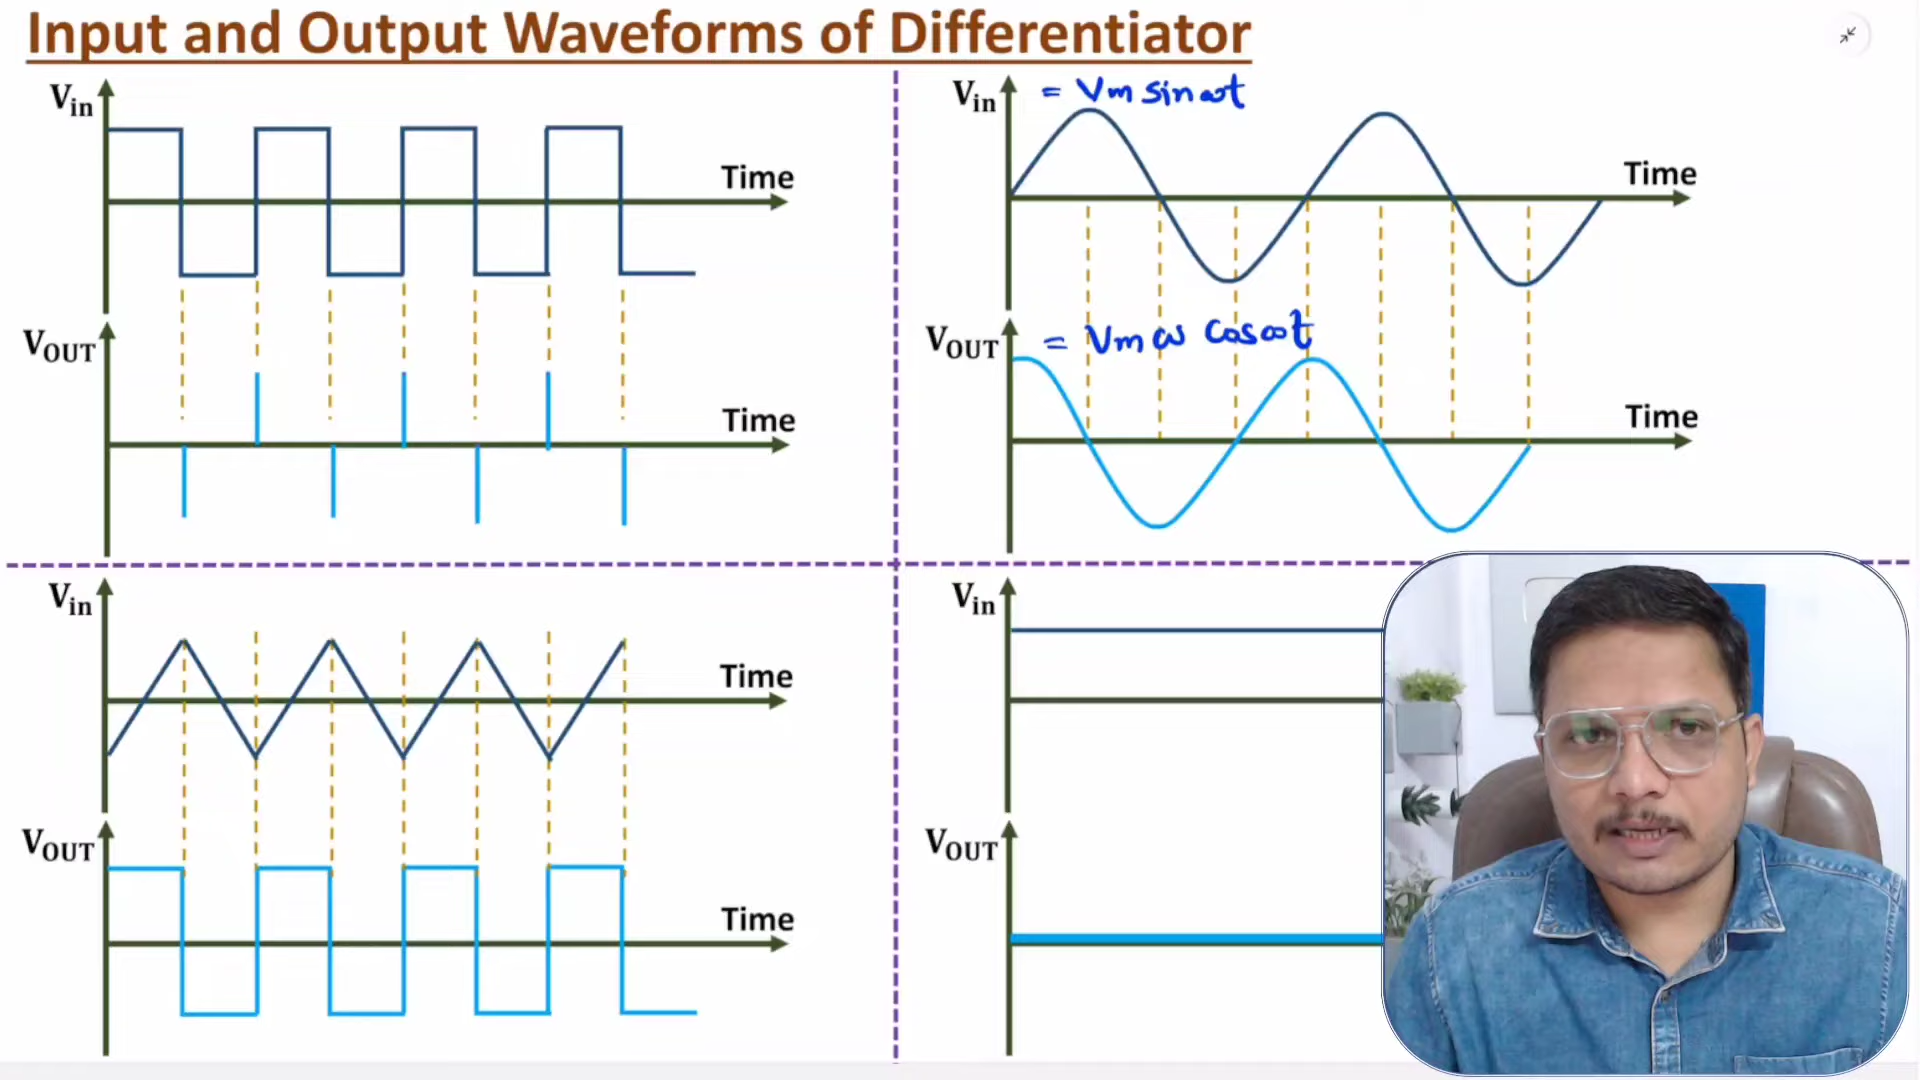 Input and Output Waveforms of Differentiator
Vin
Time
VOUT
Time
Vin = Vm sin ωt
Time
VOUT = Vm ω cos ωt
Time
Vin
Time
VOUT
Time
Vin
VOUT